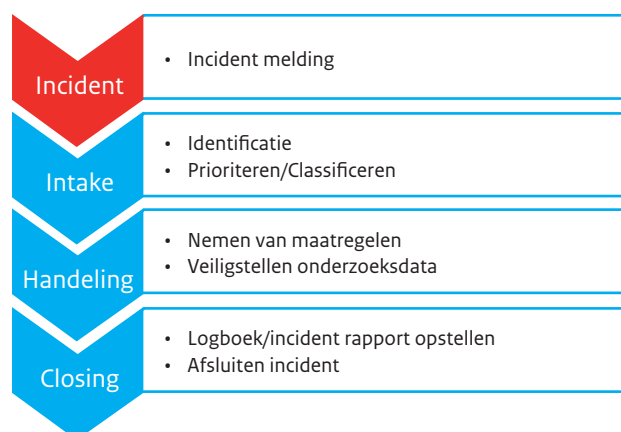 Incident
• Incident melding
Intake
• Identificatie
• Prioriteren/Classificeren
Handeling
• Nemen van maatregelen
• Veiligstellen onderzoeksdata
Closing
• Logboek/incident rapport opstellen
• Afsluiten incident